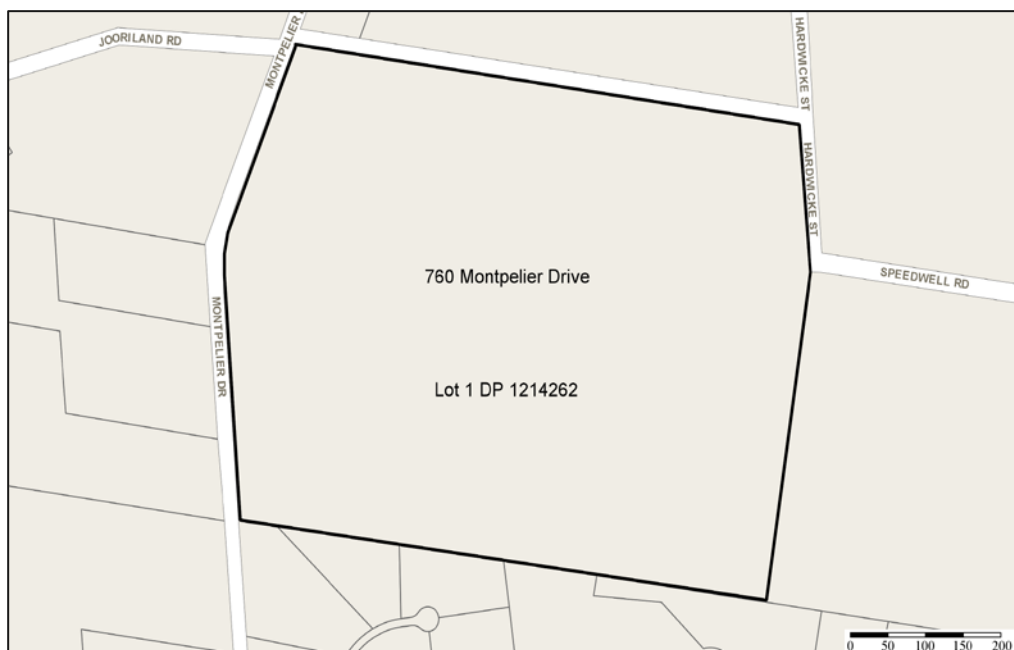 JOORILAND RD
MONTPELIER
HARDWICKE ST
HARDWICKE ST
760 Montpelier Drive
SPEEDWELL RD
MONTPELIER DR
Lot 1 DP 1214262
0 50 100 150 200